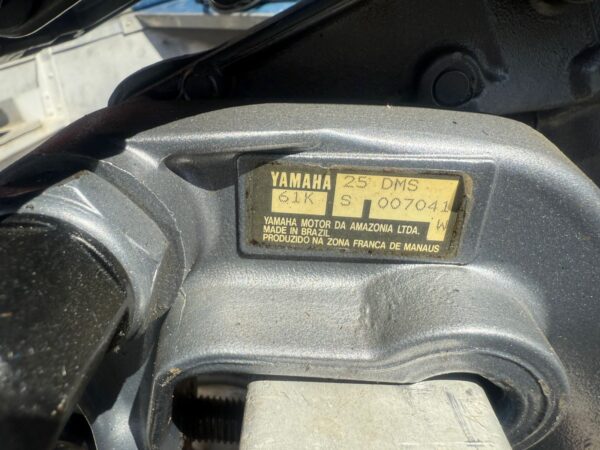 YAMAHA 25 DMS
61K S 007041
W
YAMAHA MOTOR DA AMAZONIA LTDA.
MADE IN BRAZIL
PRODUZIDO NA ZONA FRANCA DE MANAUS